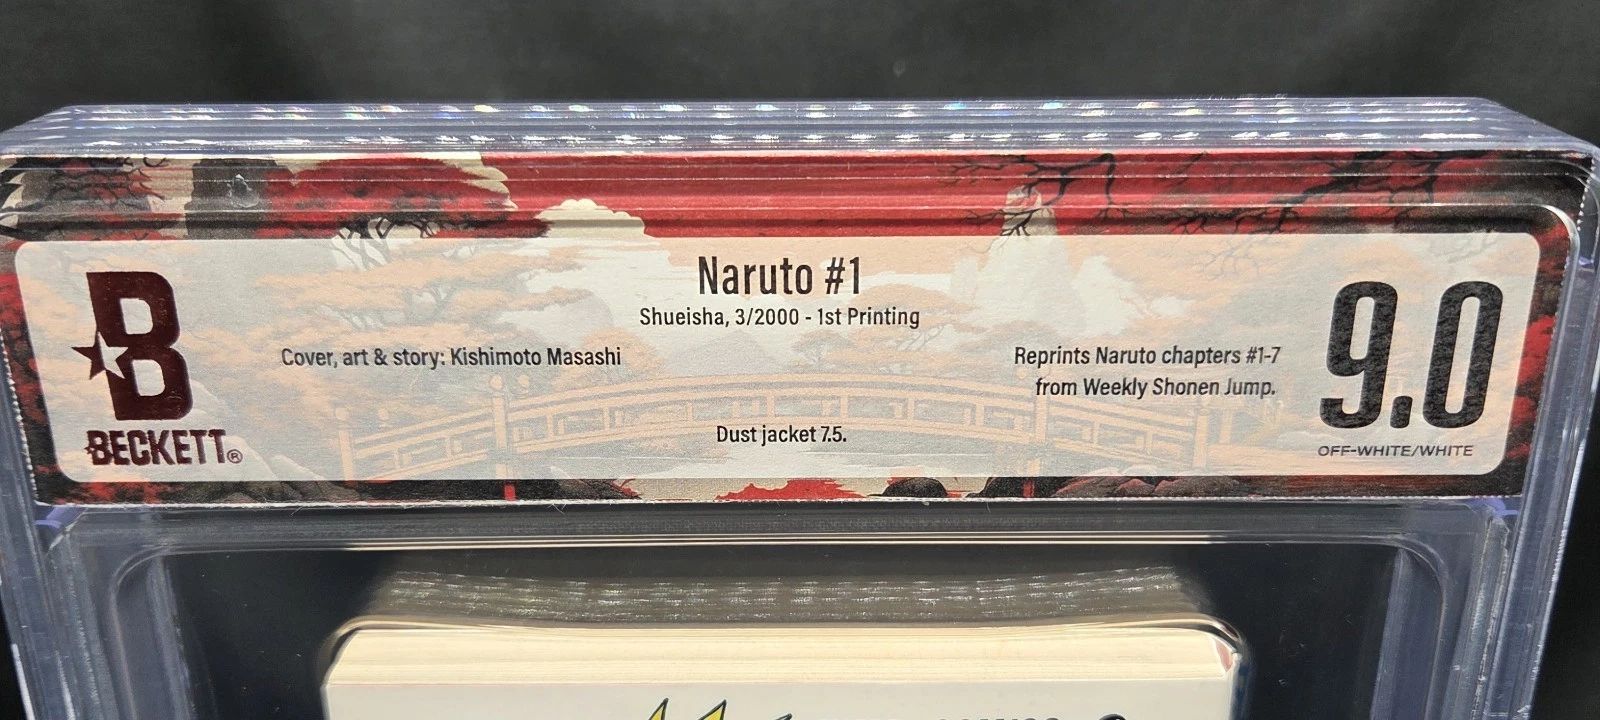 Naruto #1
Shueisha, 3/2000 - 1st Printing
Cover, art & story: Kishimoto Masashi
Reprints Naruto chapters #1-7
from Weekly Shonen Jump.
Dust jacket 7.5.
B
BECKETT®
9.0
OFF-WHITE/WHITE